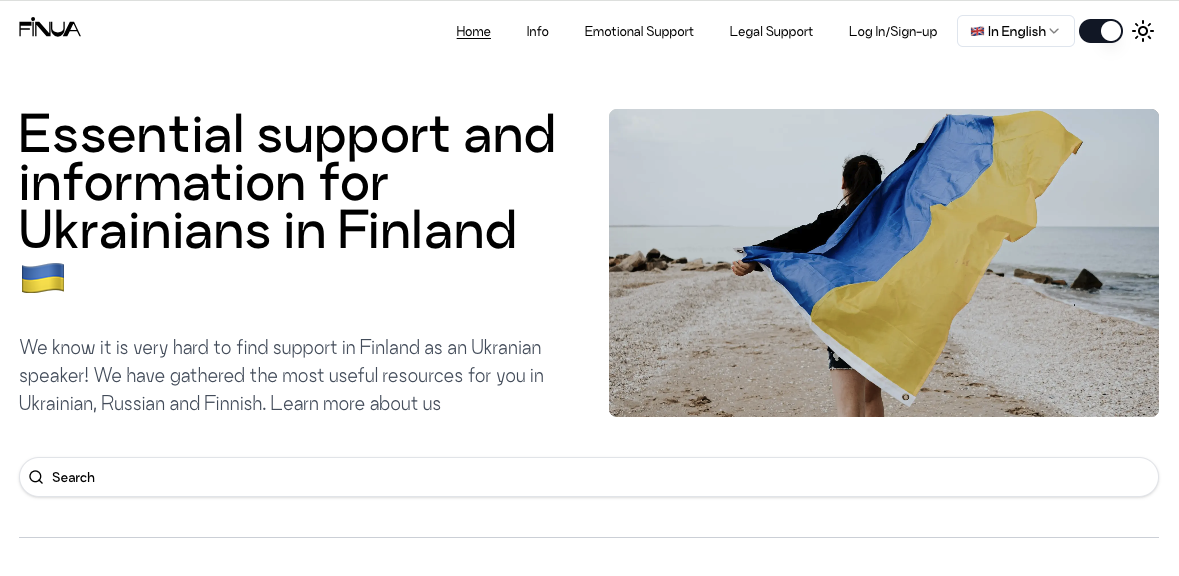 FINUA
Home
Info
Emotional Support
Legal Support
Log In/Sign-up
🇬🇧 In English
Essential support and
information for
Ukrainians in Finland
🇺🇦
We know it is very hard to find support in Finland as an Ukranian
speaker! We have gathered the most useful resources for you in
Ukrainian, Russian and Finnish. Learn more about us
Search